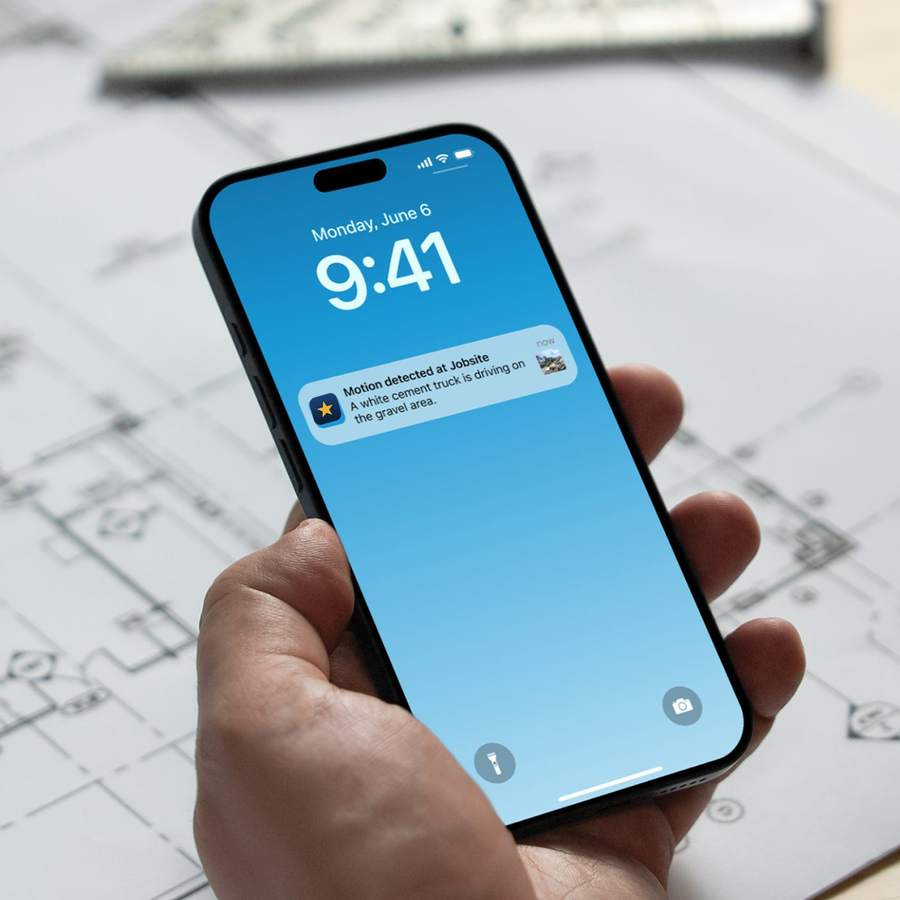 Monday, June 6
9:41
Motion detected at Jobsite
now
A white cement truck is driving on
the gravel area.